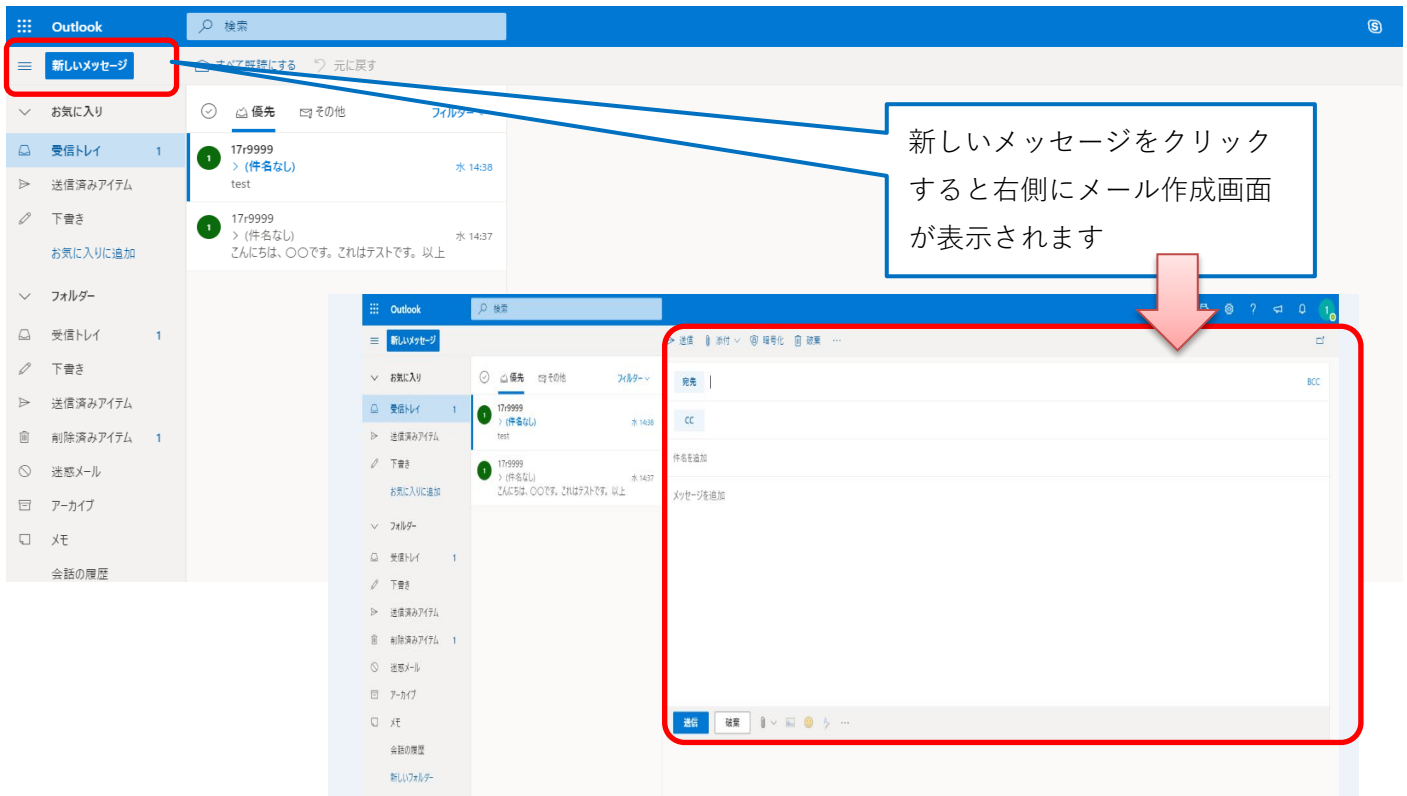 Outlook
検索
新しいメッセージ
すべて既読にする 元に戻す
お気に入り
優先 その他 フィルター
受信トレイ 1
送信済みアイテム
下書き
お気に入りに追加
フォルダー
受信トレイ 1
下書き
送信済みアイテム
削除済みアイテム 1
迷惑メール
アーカイブ
メモ
会話の履歴
1
17r9999
> (件名なし) 水 14:38
test
1
17r9999
> (件名なし) 水 14:37
こんにちは、〇〇です。これはテストです。以上
新しいメッセージをクリック
すると右側にメール作成画面
が表示されます
Outlook
検索
? 1
新しいメッセージ
送信 添付 暗号化 破棄 …
お気に入り
優先 その他 フィルター
受信トレイ 1
送信済みアイテム
下書き
お気に入りに追加
フォルダー
受信トレイ 1
下書き
送信済みアイテム
削除済みアイテム 1
迷惑メール
アーカイブ
メモ
会話の履歴
新しいフォルダー
1
17r9999
> (件名なし) 水 14:38
test
1
17r9999
> (件名なし) 水 14:37
こんにちは、〇〇です。これはテストです。以上
宛先 BCC
CC
件名を追加
メッセージを追加
送信 破棄 …